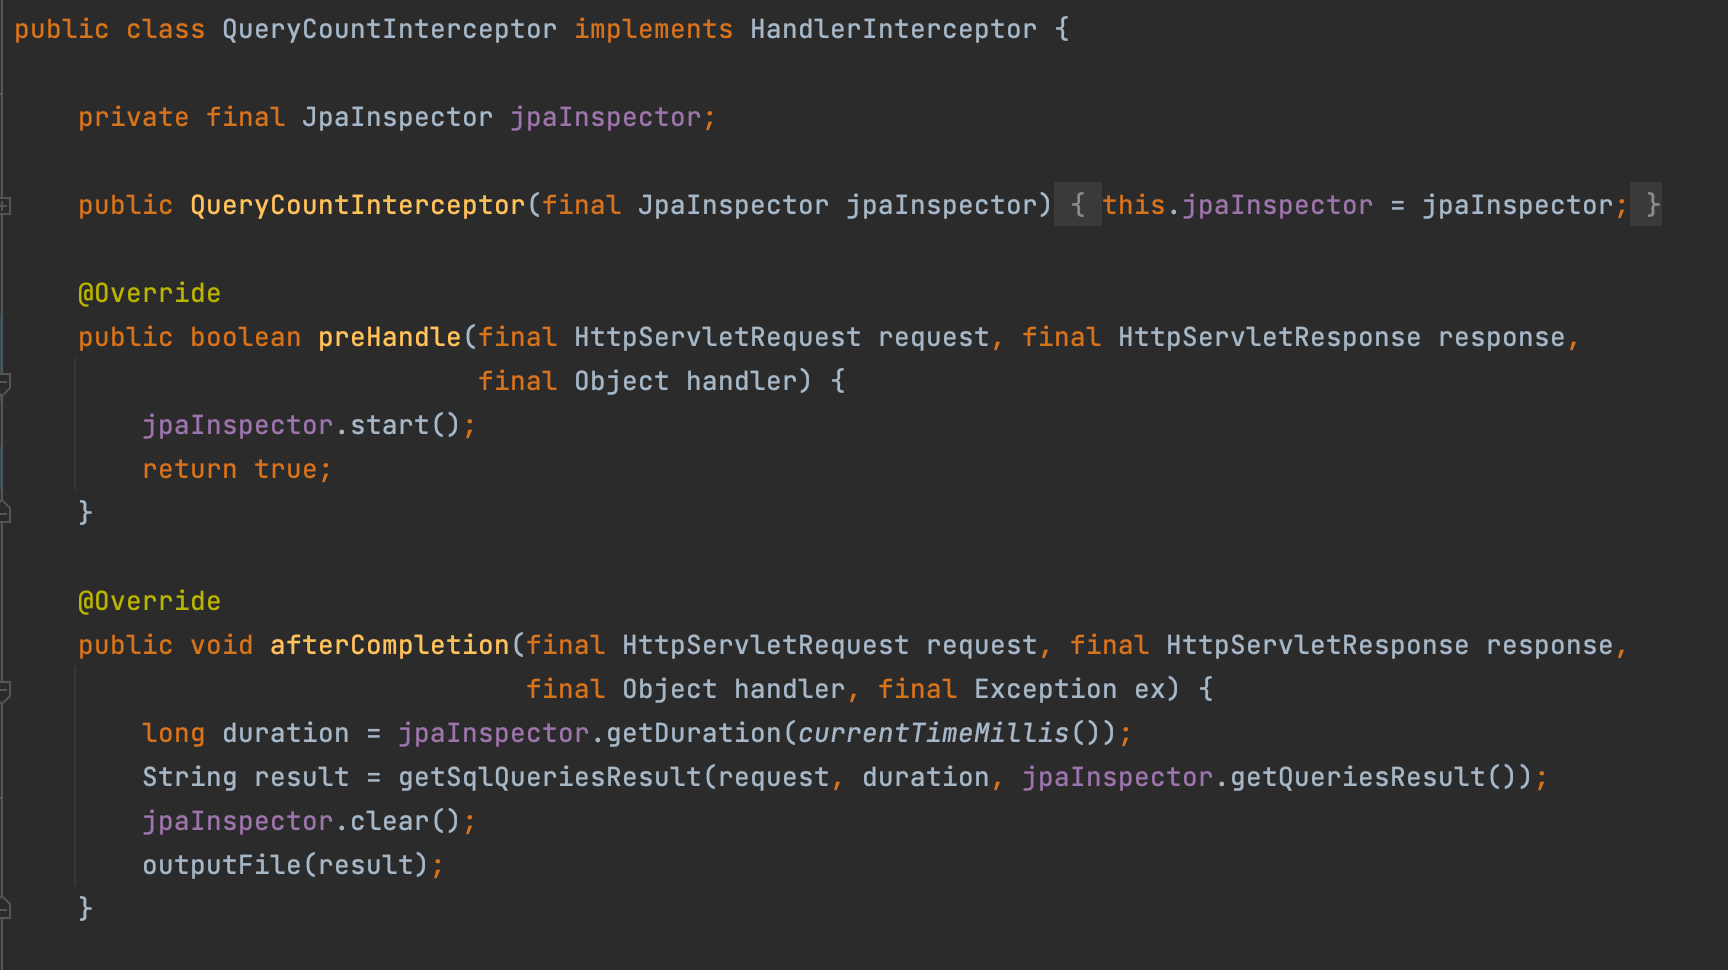 public class QueryCountInterceptor implements HandlerInterceptor {
private final JpaInspector jpaInspector;
public QueryCountInterceptor(final JpaInspector jpaInspector) { this.jpaInspector = jpaInspector; }
@Override
public boolean preHandle(final HttpServletRequest request, final HttpServletResponse response,
final Object handler) {
jpaInspector.start();
return true;
}
@Override
public void afterCompletion(final HttpServletRequest request, final HttpServletResponse response,
final Object handler, final Exception ex) {
long duration = jpaInspector.getDuration(currentTimeMillis());
String result = getSqlQueriesResult(request, duration, jpaInspector.getQueriesResult());
jpaInspector.clear();
outputFile(result);
}